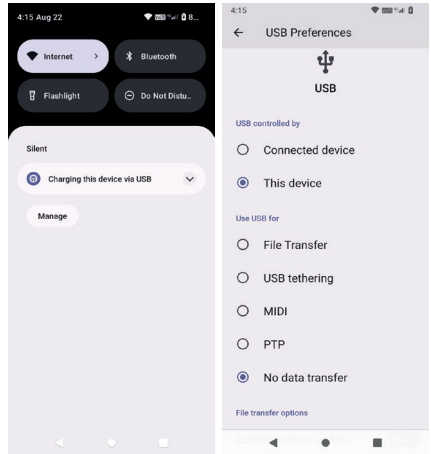 4:15 Aug 22
8...
Internet
Bluetooth
Flashlight
Do Not Distu..
Silent
Charging this device via USB
Manage
4:15
USB Preferences
USB
USB controlled by
Connected device
This device
Use USB for
File Transfer
USB tethering
MIDI
PTP
No data transfer
File transfer options